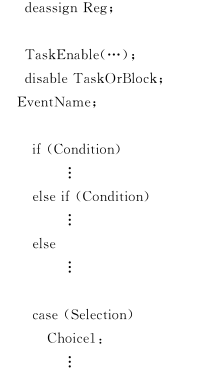 deassign Reg;
TaskEnable(⋯);
disable TaskOrBlock;
EventName;
if (Condition)
⋮
else if (Condition)
⋮
else
⋮
case (Selection)
Choice1:
⋮